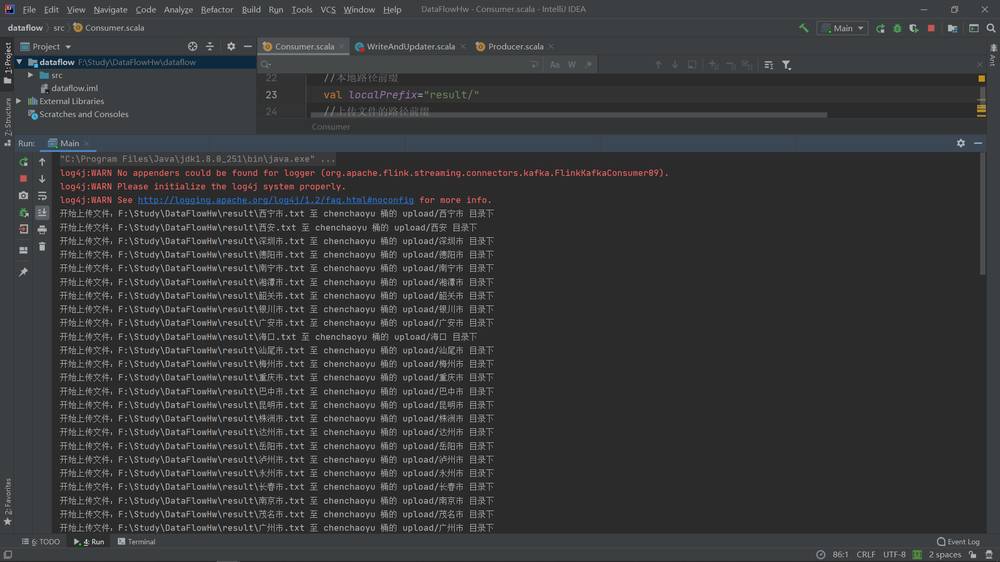 File Edit View Navigate Code Analyze Refactor Build Run Tools VCS Window Help DataFlowHw - Consumer.scala - IntelliJ IDEA
dataflow src Consumer.scala Main
1: Project
7: Structure
2: Favorites
Ant
Project
dataflow F:\Study\DataFlowHw\dataflow
src
dataflow.iml
External Libraries
Scratches and Consoles
Consumer.scala WriteAndUpdater.scala Producer.scala
Aa W .*
22 //本地路径前缀
23 val localPrefix="result/"
24 //上传文件的路径前缀
Consumer
Run: Main
"C:\Program Files\Java\jdk1.8.0_251\bin\java.exe" ...
log4j:WARN No appenders could be found for logger (org.apache.flink.streaming.connectors.kafka.FlinkKafkaConsumer09).
log4j:WARN Please initialize the log4j system properly.
log4j:WARN See http://logging.apache.org/log4j/1.2/faq.html#noconfig for more info.
开始上传文件：F:\Study\DataFlowHw\result\西宁市.txt 至 chenchaoyu 桶的 upload/西宁市 目录下
开始上传文件：F:\Study\DataFlowHw\result\西安.txt 至 chenchaoyu 桶的 upload/西安 目录下
开始上传文件：F:\Study\DataFlowHw\result\深圳市.txt 至 chenchaoyu 桶的 upload/深圳市 目录下
开始上传文件：F:\Study\DataFlowHw\result\德阳市.txt 至 chenchaoyu 桶的 upload/德阳市 目录下
开始上传文件：F:\Study\DataFlowHw\result\南宁市.txt 至 chenchaoyu 桶的 upload/南宁市 目录下
开始上传文件：F:\Study\DataFlowHw\result\湘潭市.txt 至 chenchaoyu 桶的 upload/湘潭市 目录下
开始上传文件：F:\Study\DataFlowHw\result\韶关市.txt 至 chenchaoyu 桶的 upload/韶关市 目录下
开始上传文件：F:\Study\DataFlowHw\result\银川市.txt 至 chenchaoyu 桶的 upload/银川市 目录下
开始上传文件：F:\Study\DataFlowHw\result\广安市.txt 至 chenchaoyu 桶的 upload/广安市 目录下
开始上传文件：F:\Study\DataFlowHw\result\海口.txt 至 chenchaoyu 桶的 upload/海口 目录下
开始上传文件：F:\Study\DataFlowHw\result\汕尾市.txt 至 chenchaoyu 桶的 upload/汕尾市 目录下
开始上传文件：F:\Study\DataFlowHw\result\梅州市.txt 至 chenchaoyu 桶的 upload/梅州市 目录下
开始上传文件：F:\Study\DataFlowHw\result\重庆市.txt 至 chenchaoyu 桶的 upload/重庆市 目录下
开始上传文件：F:\Study\DataFlowHw\result\巴中市.txt 至 chenchaoyu 桶的 upload/巴中市 目录下
开始上传文件：F:\Study\DataFlowHw\result\昆明市.txt 至 chenchaoyu 桶的 upload/昆明市 目录下
开始上传文件：F:\Study\DataFlowHw\result\株洲市.txt 至 chenchaoyu 桶的 upload/株洲市 目录下
开始上传文件：F:\Study\DataFlowHw\result\达州市.txt 至 chenchaoyu 桶的 upload/达州市 目录下
开始上传文件：F:\Study\DataFlowHw\result\岳阳市.txt 至 chenchaoyu 桶的 upload/岳阳市 目录下
开始上传文件：F:\Study\DataFlowHw\result\泸州市.txt 至 chenchaoyu 桶的 upload/泸州市 目录下
开始上传文件：F:\Study\DataFlowHw\result\永州市.txt 至 chenchaoyu 桶的 upload/永州市 目录下
开始上传文件：F:\Study\DataFlowHw\result\长春市.txt 至 chenchaoyu 桶的 upload/长春市 目录下
开始上传文件：F:\Study\DataFlowHw\result\南京市.txt 至 chenchaoyu 桶的 upload/南京市 目录下
开始上传文件：F:\Study\DataFlowHw\result\茂名市.txt 至 chenchaoyu 桶的 upload/茂名市 目录下
开始上传文件：F:\Study\DataFlowHw\result\广州市.txt 至 chenchaoyu 桶的 upload/广州市 目录下
6: TODO 4: Run Terminal Event Log
86:1 CRLF UTF-8 [T] 2 spaces